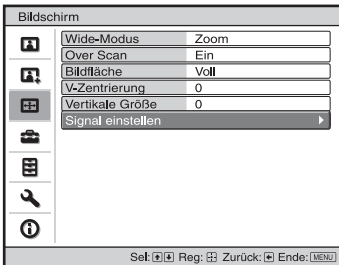 Bildschirm
Wide-Modus Zoom
Over Scan Ein
Bildfläche Voll
V-Zentrierung 0
Vertikale Größe 0
Signal einstellen
Sel: Reg: Zurück: Ende: MENU